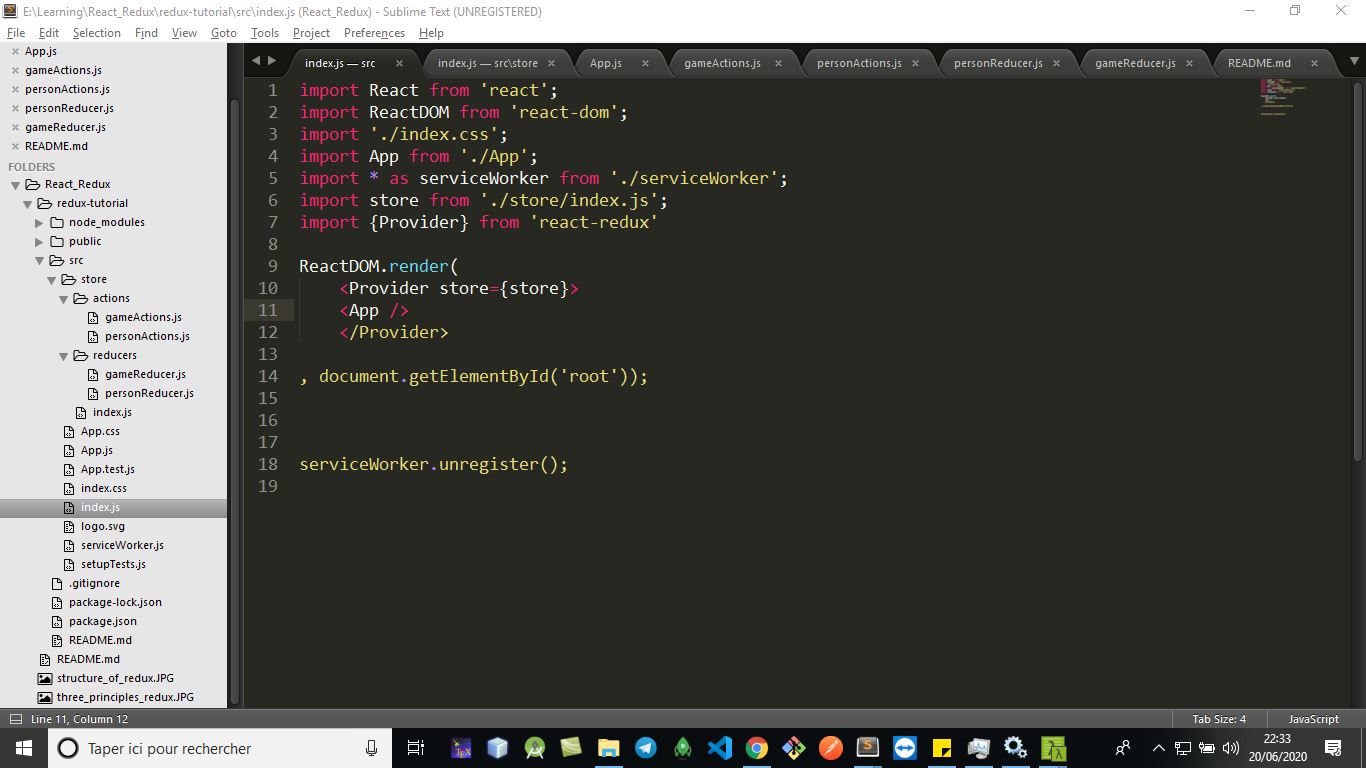 E:\Learning\React_Redux\redux-tutorial\src\index.js (React_Redux) - Sublime Text (UNREGISTERED)
File Edit Selection Find View Goto Tools Project Preferences Help
App.js
gameActions.js
personActions.js
personReducer.js
gameReducer.js
README.md
FOLDERS
React_Redux
redux-tutorial
node_modules
public
src
store
actions
gameActions.js
personActions.js
reducers
gameReducer.js
personReducer.js
index.js
App.css
App.js
App.test.js
index.css
index.js
logo.svg
serviceWorker.js
setupTests.js
.gitignore
package-lock.json
package.json
README.md
README.md
structure_of_redux.JPG
three_principles_redux.JPG
index.js — src index.js — src\store App.js gameActions.js personActions.js personReducer.js gameReducer.js README.md
1 import React from 'react';
2 import ReactDOM from 'react-dom';
3 import './index.css';
4 import App from './App';
5 import * as serviceWorker from './serviceWorker';
6 import store from './store/index.js';
7 import {Provider} from 'react-redux'
8
9 ReactDOM.render(
10 <Provider store={store}>
11 <App />
12 </Provider>
13
14 , document.getElementById('root'));
15
16
17
18 serviceWorker.unregister();
19
Line 11, Column 12 Tab Size: 4 JavaScript
Taper ici pour rechercher
22:33
20/06/2020